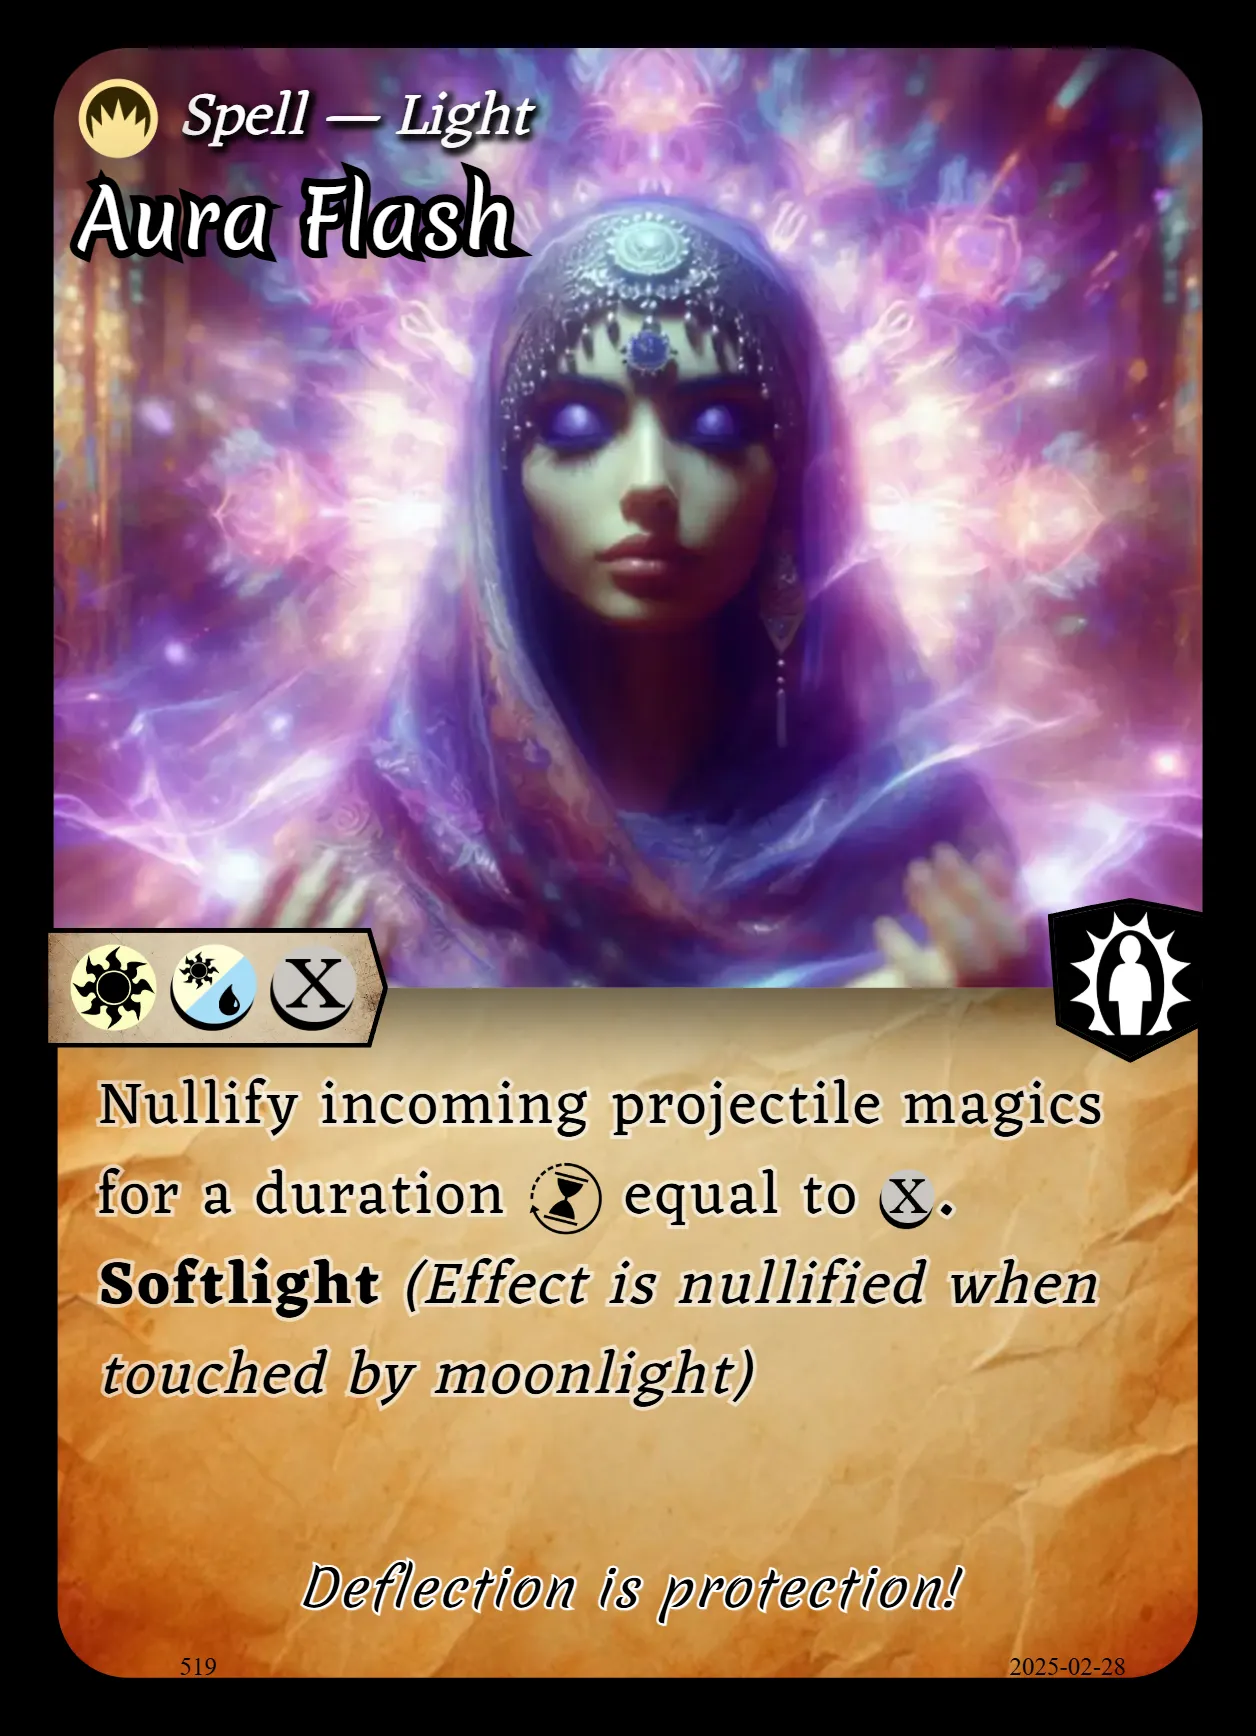 Spell — Light
Aura Flash
X
Nullify incoming projectile magics
for a duration equal to X.
Softlight (Effect is nullified when
touched by moonlight)
Deflection is protection!
519
2025-02-28